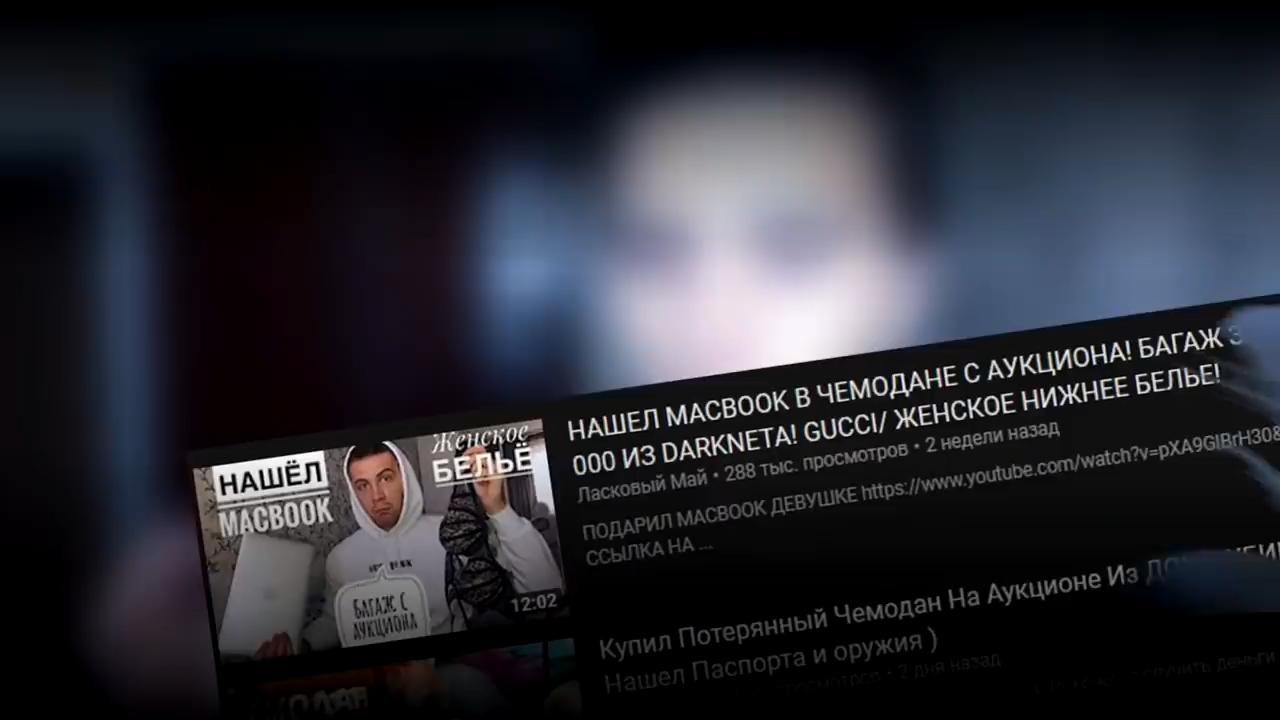 НАШЁЛ
MACBOOK
Женское
БЕЛЬЁ
БАГАЖ С
АУКЦИОНА
12:02
НАШЕЛ MACBOOK В ЧЕМОДАНЕ С АУКЦИОНА! БАГАЖ
000 ИЗ DARKNETA! GUCCI/ ЖЕНСКОЕ НИЖНЕЕ БЕЛЬЕ!
Ласковый Май • 288 тыс. просмотров • 2 недели назад
ПОДАРИЛ MACBOOK ДЕВУШКЕ https://www.youtube.com/watch?v=pXA9GlBrH308
ССЫЛКА НА ...
Купил Потерянный Чемодан На Аукционе Из
Нашел Паспорта и оружия )
просмотров • 2 дня назад